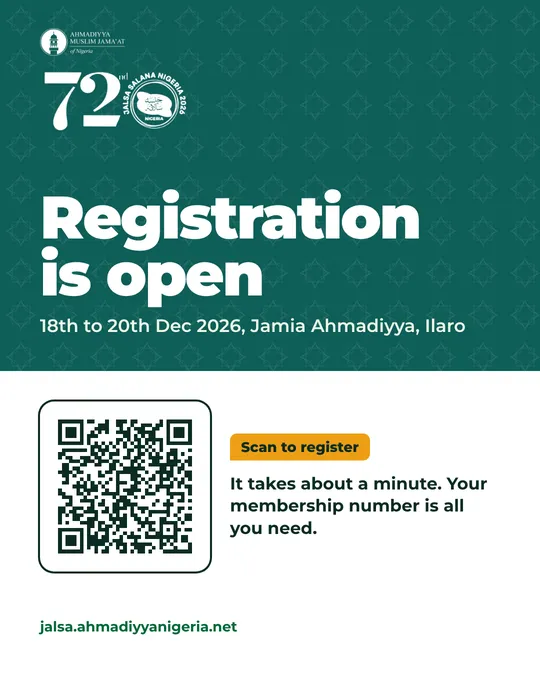 AHMADIYYA
MUSLIM JAMA'AT
of Nigeria
72nd
JALSA SALANA NIGERIA 2026
NIGERIA
Registration
is open
18th to 20th Dec 2026, Jamia Ahmadiyya, Ilaro
Scan to register
It takes about a minute. Your
membership number is all
you need.
jalsa.ahmadiyyanigeria.net